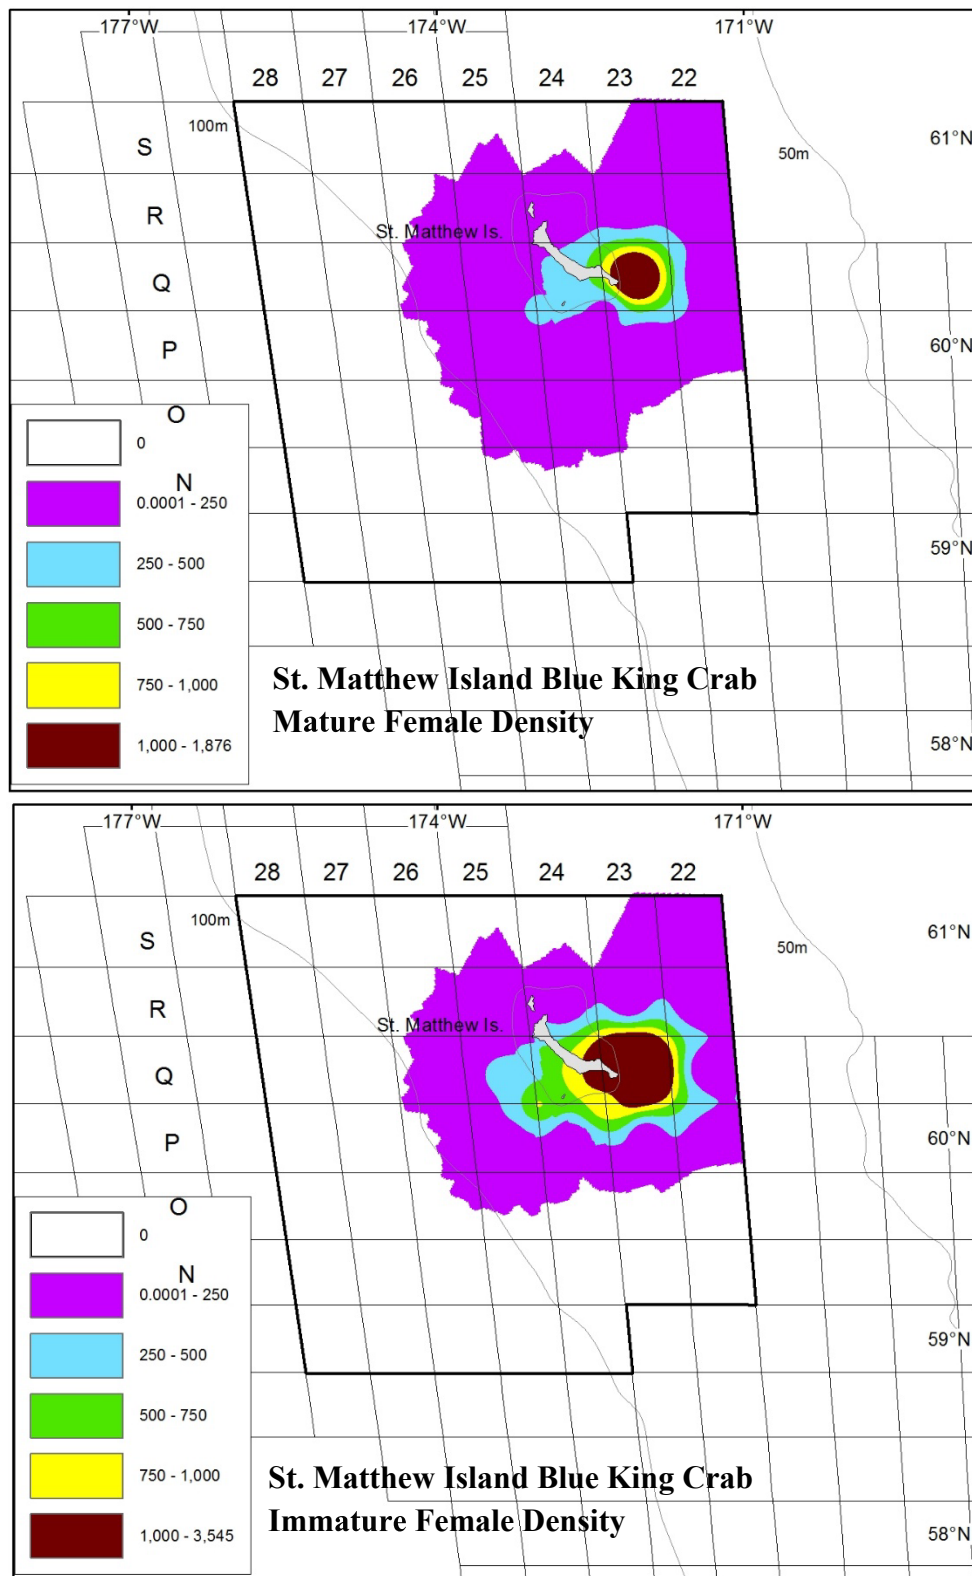 177°W 174°W 171°W
28 27 26 25 24 23 22
100m
S
61°N
50m
R
St. Matthew Is.
Q
P
60°N
O
0
N
0.0001 - 250
250 - 500
59°N
500 - 750
750 - 1,000
1,000 - 1,876
St. Matthew Island Blue King Crab
Mature Female Density
58°N
177°W 174°W 171°W
28 27 26 25 24 23 22
100m
S
61°N
50m
R
St. Matthew Is.
Q
P
60°N
O
0
N
0.0001 - 250
250 - 500
59°N
500 - 750
750 - 1,000
1,000 - 3,545
St. Matthew Island Blue King Crab
Immature Female Density
58°N